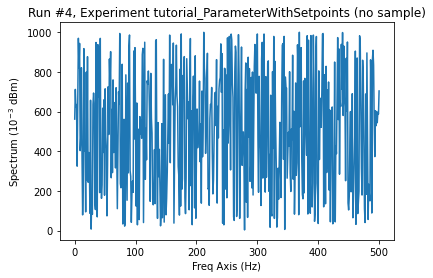 Run #4, Experiment tutorial_ParameterWithSetpoints (no sample)
1000
800
600
400
200
0
Spectrum (10⁻³ dBm)
0 100 200 300 400 500
Freq Axis (Hz)